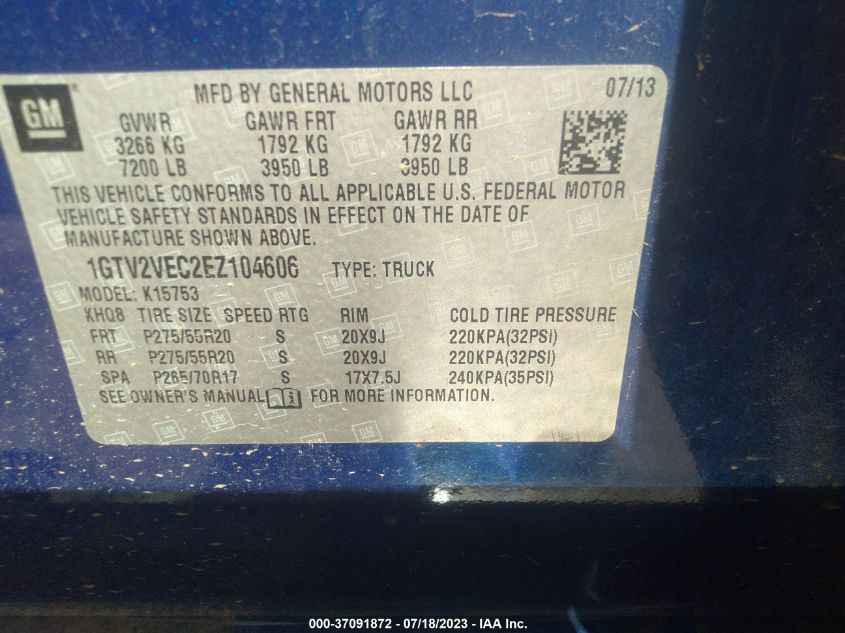 GM
MFD BY GENERAL MOTORS LLC 07/13
GVWR GAWR FRT GAWR RR
3266 KG 1792 KG 1792 KG
7200 LB 3950 LB 3950 LB
THIS VEHICLE CONFORMS TO ALL APPLICABLE U.S. FEDERAL MOTOR
VEHICLE SAFETY STANDARDS IN EFFECT ON THE DATE OF
MANUFACTURE SHOWN ABOVE.
1GTV2VEC2EZ104606 TYPE: TRUCK
MODEL: K15753
KHQ8 TIRE SIZE SPEED RTG RIM COLD TIRE PRESSURE
FRT P275/55R20 S 20X9J 220KPA(32PSI)
RR P275/55R20 S 20X9J 220KPA(32PSI)
SPA P265/70R17 S 17X7.5J 240KPA(35PSI)
SEE OWNER'S MANUAL FOR MORE INFORMATION.
000-37091872 - 07/18/2023 - IAA Inc.